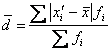 d̄ = ∑|x′ᵢ − x̄|fᵢ / ∑fᵢ